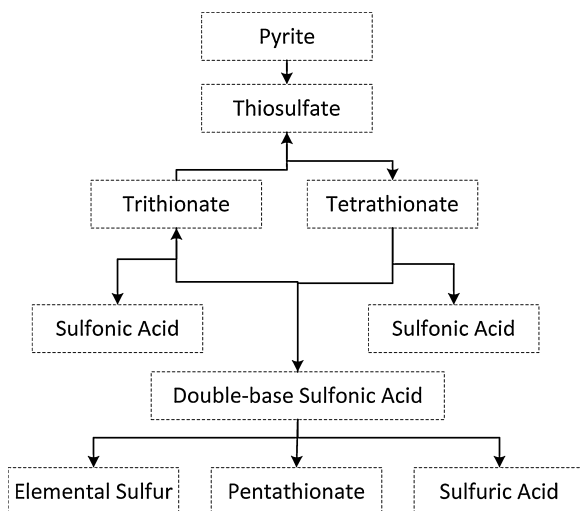 Pyrite
Thiosulfate
Trithionate
Tetrathionate
Sulfonic Acid
Sulfonic Acid
Double-base Sulfonic Acid
Elemental Sulfur
Pentathionate
Sulfuric Acid